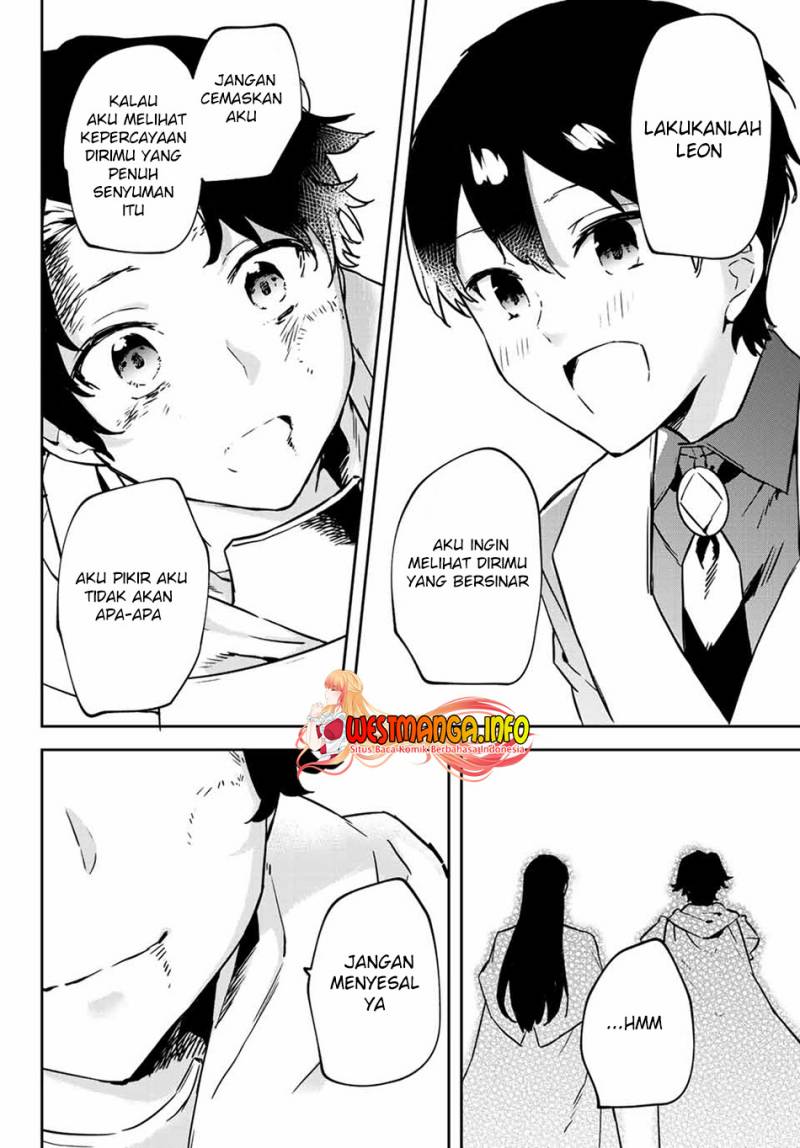 LAKUKANLAH
LEON
AKU INGIN
MELIHAT DIRIMU
YANG BERSINAR
JANGAN
CEMASKAN
AKU
KALAU
AKU MELIHAT
KEPERCAYAAN
DIRIMU YANG
PENUH
SENYUMAN
ITU
AKU PIKIR AKU
TIDAK AKAN
APA-APA
WESTMANGA.INFO
Situs Baca Komik Berbahasa Indonesia
...HMM
JANGAN
MENYESAL
YA